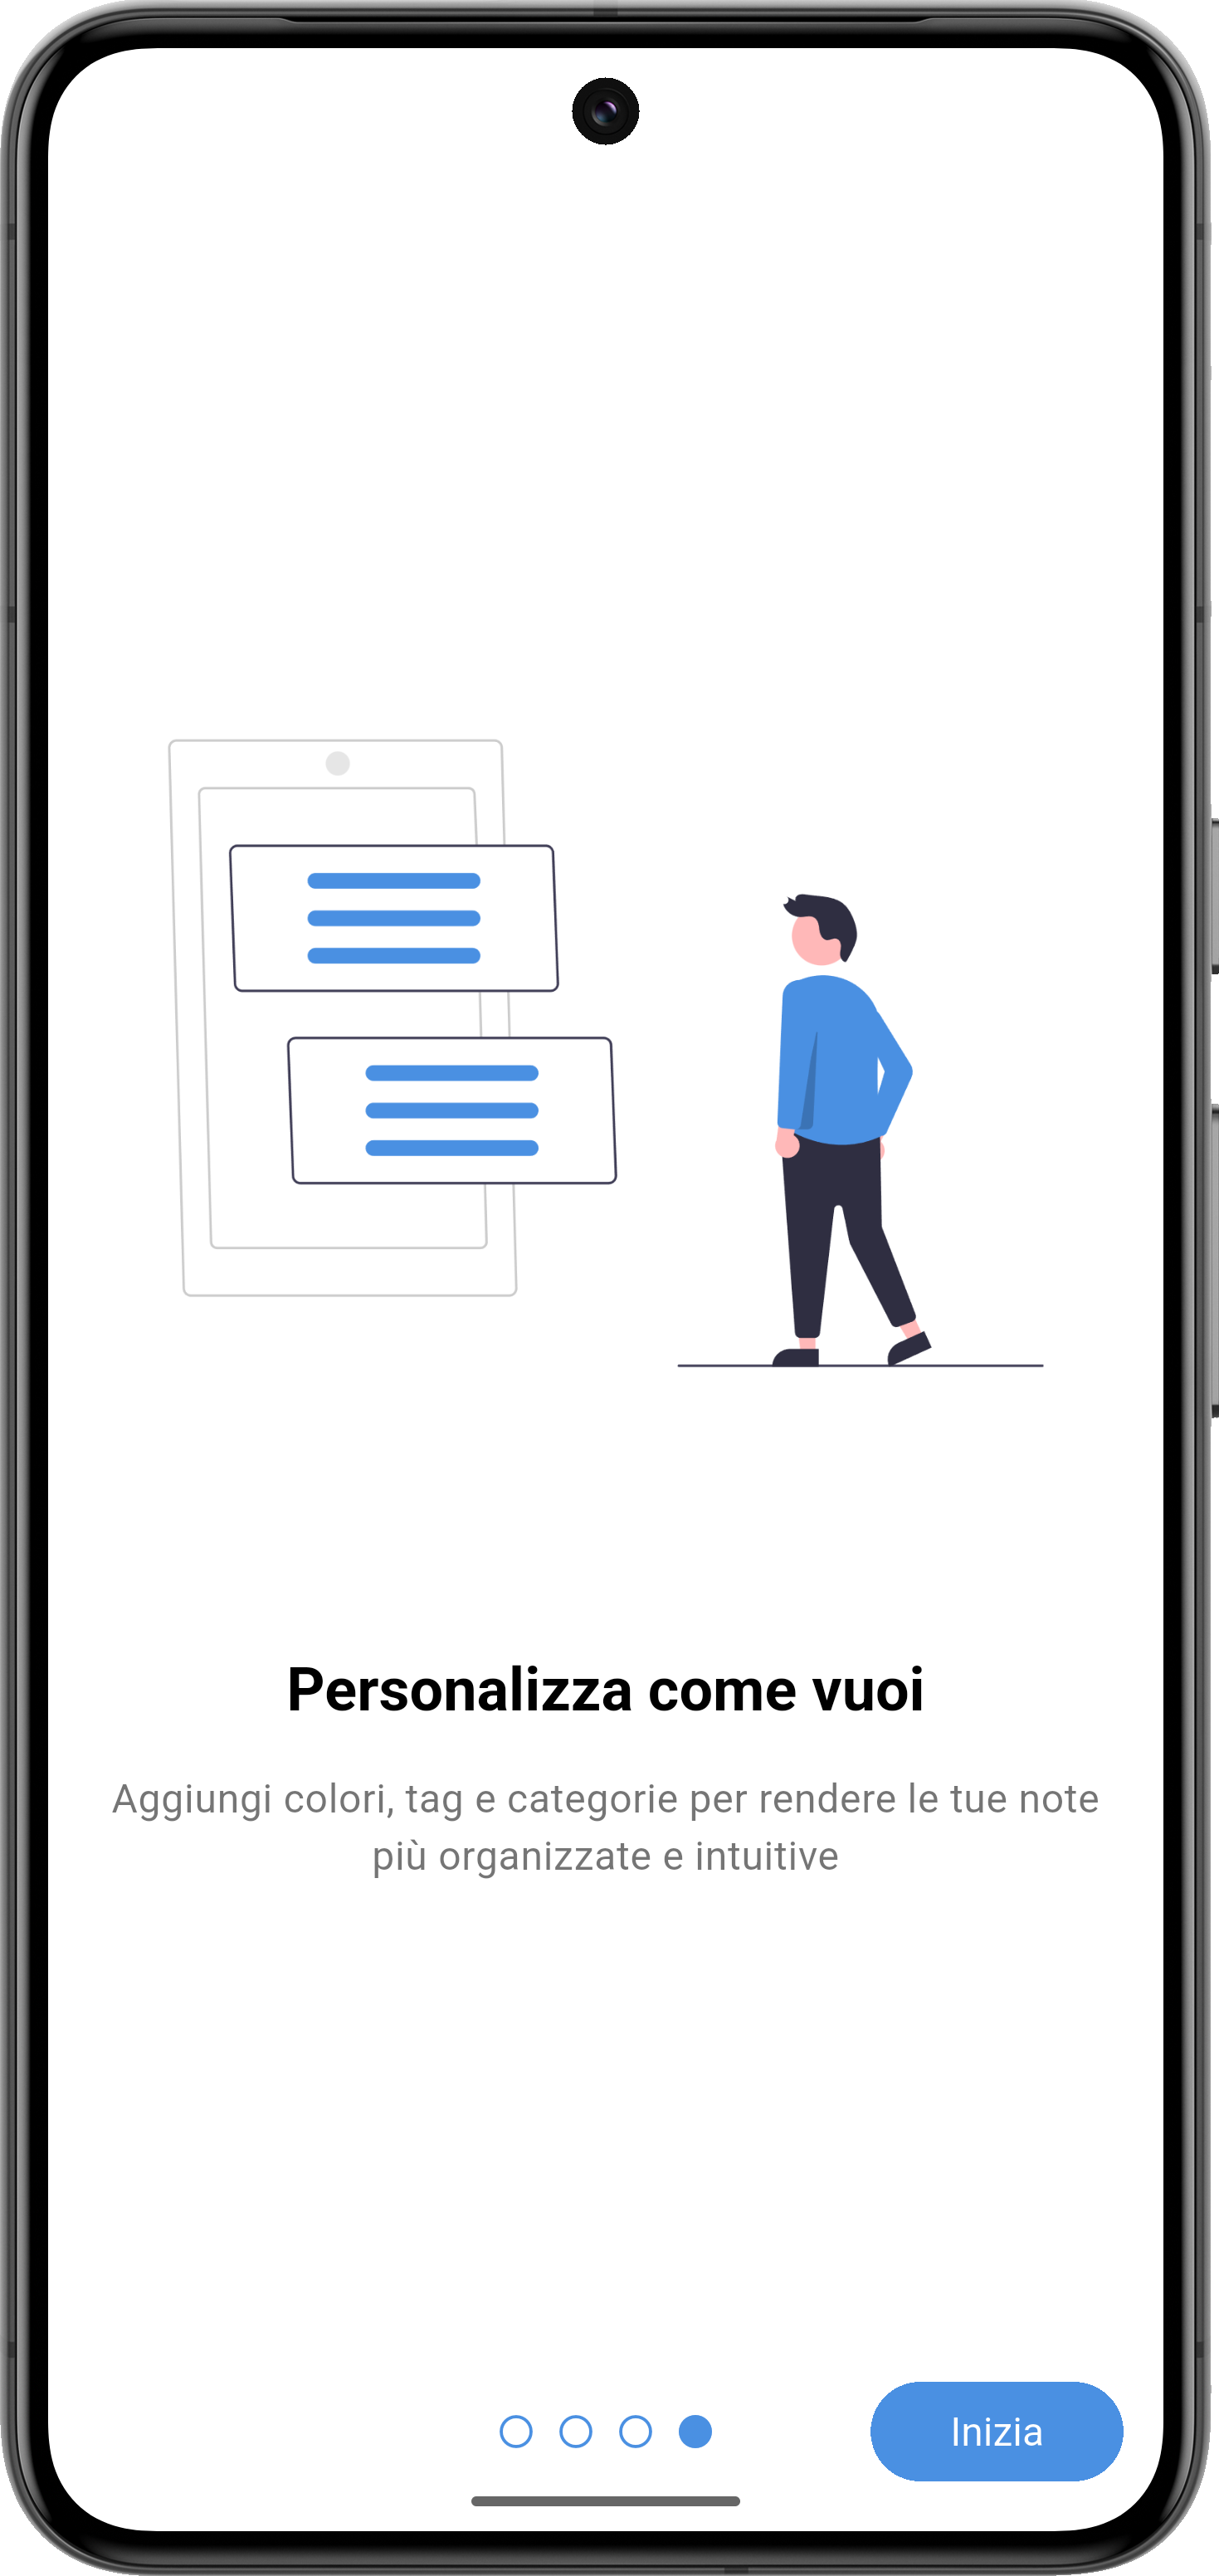 Personalizza come vuoi
Aggiungi colori, tag e categorie per rendere le tue note
più organizzate e intuitive
Inizia